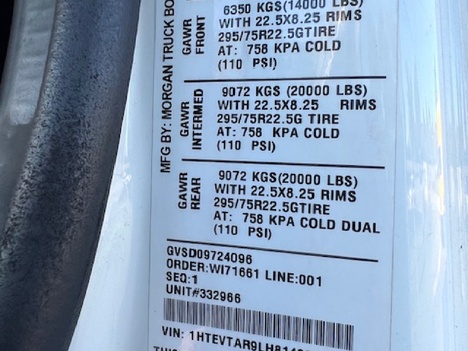 MFG BY: MORGAN TRUCK BO
GAWR FRONT
6350 KGS(14000 LBS)
WITH 22.5X8.25 RIMS
295/75R22.5GTIRE
AT: 758 KPA COLD
(110 PSI)
GAWR INTERMED
9072 KGS (20000 LBS)
WITH 22.5X8.25 RIMS
295/75R22.5G TIRE
AT: 758 KPA COLD
(110 PSI)
GAWR REAR
9072 KGS(20000 LBS)
WITH 22.5X8.25 RIMS
295/75R22.5GTIRE
AT: 758 KPA COLD DUAL
(110 PSI)
GVSD09724096
ORDER:WI71661 LINE:001
SEQ:1
UNIT#332966
VIN: 1HTEVTAR9LH814